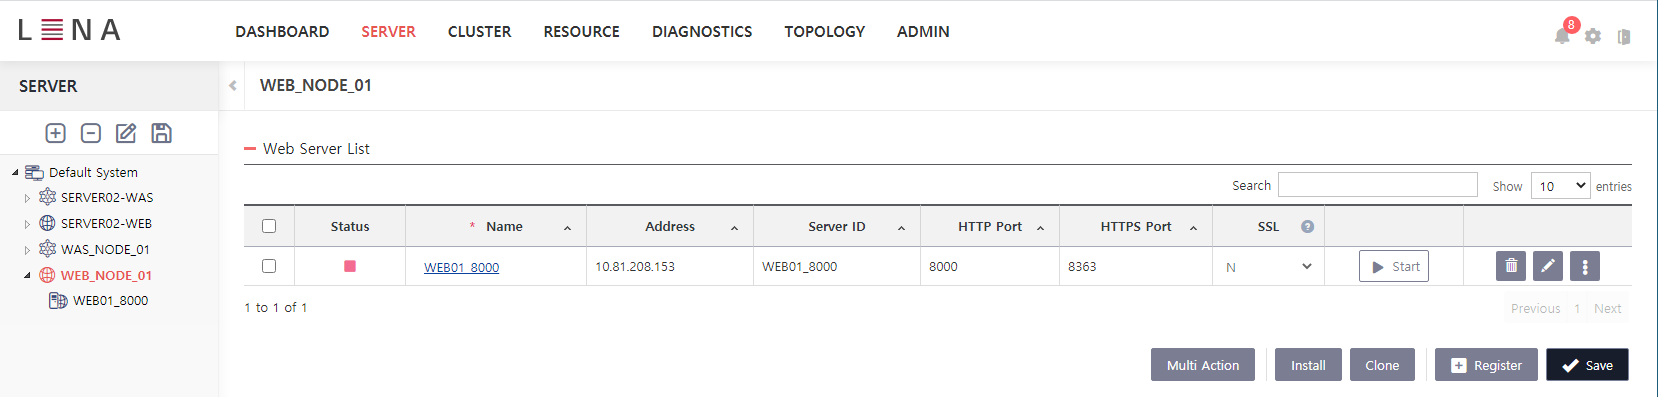 LENA DASHBOARD SERVER CLUSTER RESOURCE DIAGNOSTICS TOPOLOGY ADMIN 8
SERVER
WEB_NODE_01
Default System
SERVER02-WAS
SERVER02-WEB
WAS_NODE_01
WEB_NODE_01
WEB01_8000
Web Server List
Search Show 10 entries
Status * Name Address Server ID HTTP Port HTTPS Port SSL ?
WEB01_8000 10.81.208.153 WEB01_8000 8000 8363 N Start
1 to 1 of 1 Previous 1 Next
Multi Action Install Clone Register Save